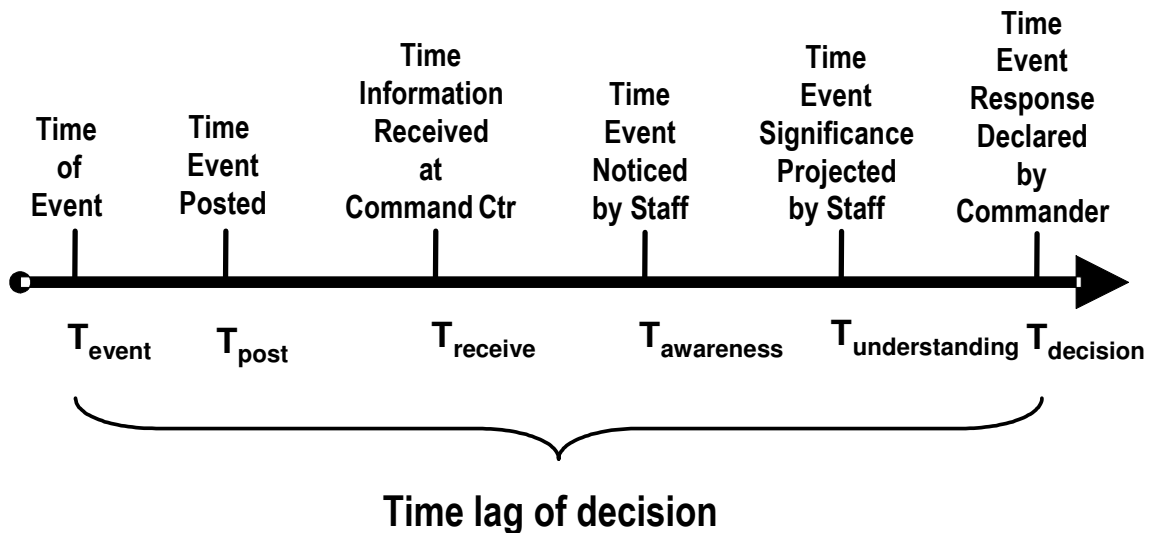 Time
of
Event
Time
Event
Posted
Time
Information
Received
at
Command Ctr
Time
Event
Noticed
by Staff
Time
Event
Significance
Projected
by Staff
Time
Event
Response
Declared
by
Commander
T event
T post
T receive
T awareness
T understanding
T decision
Time lag of decision